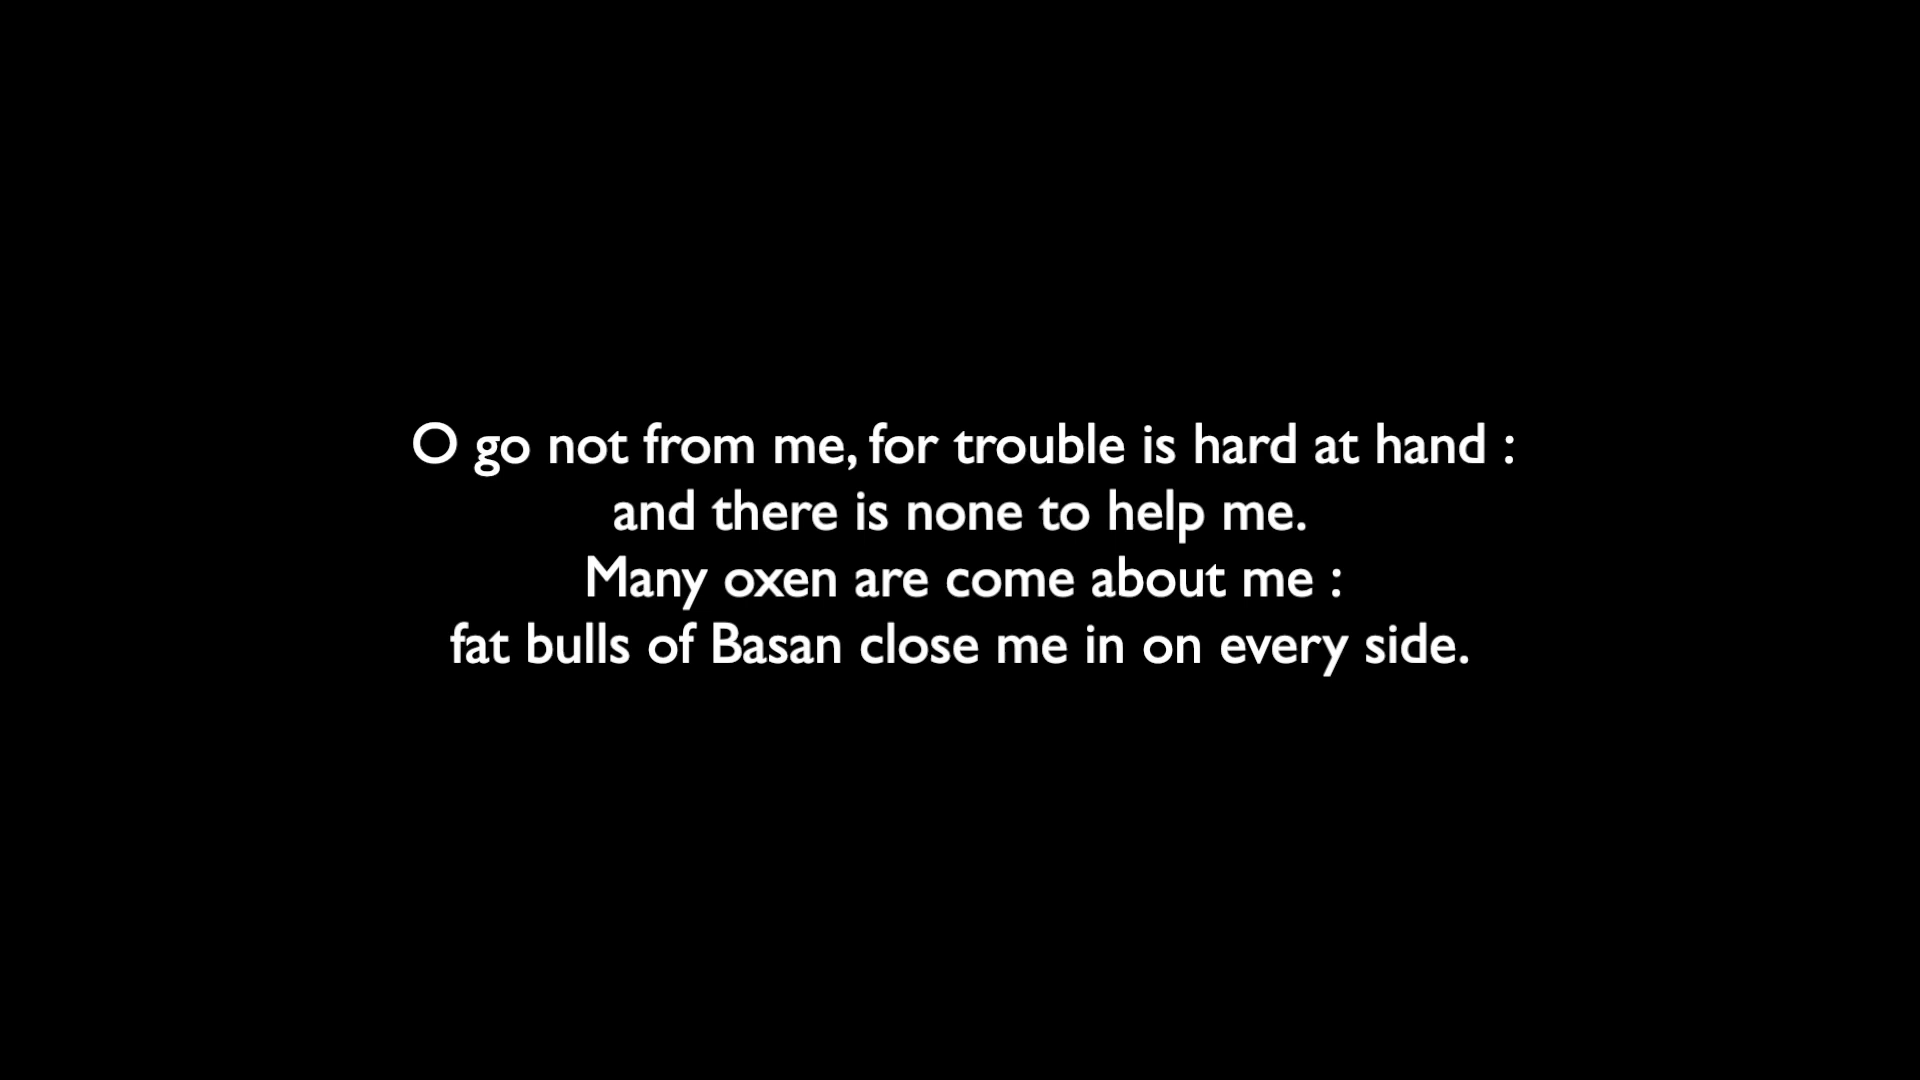 O go not from me, for trouble is hard at hand :
and there is none to help me.
Many oxen are come about me :
fat bulls of Basan close me in on every side.